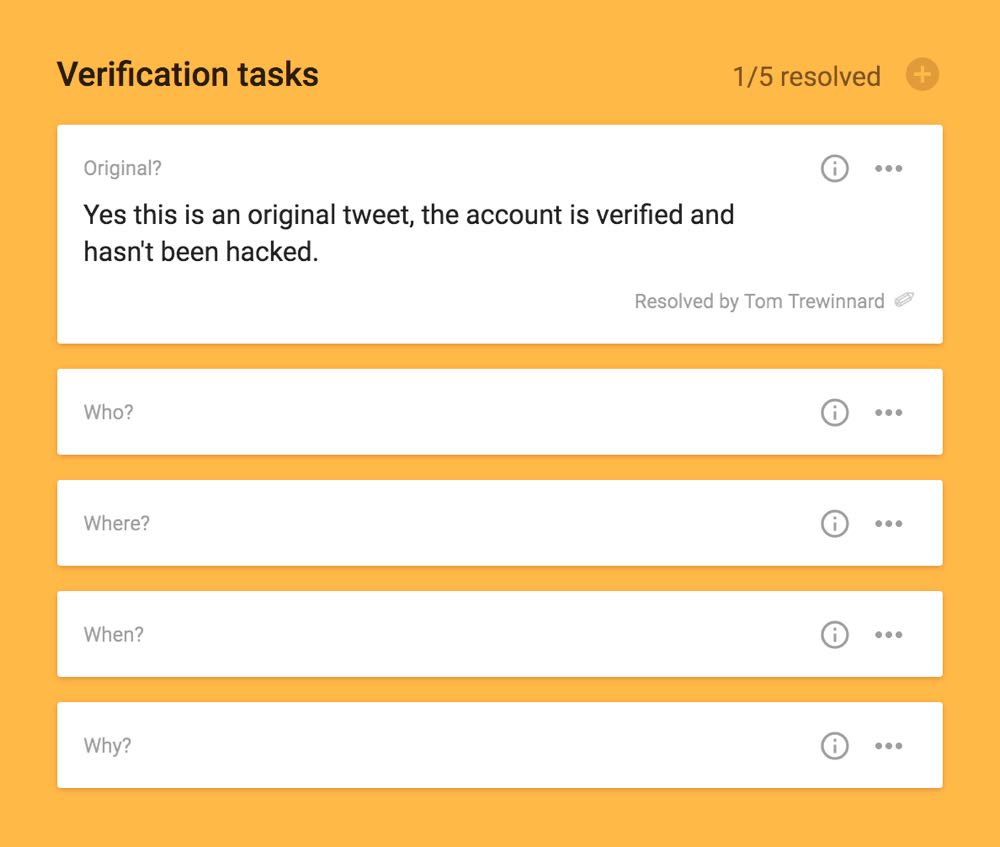 Verification tasks
1/5 resolved
Original?
Yes this is an original tweet, the account is verified and
hasn't been hacked.
Resolved by Tom Trewinnard
Who?
Where?
When?
Why?